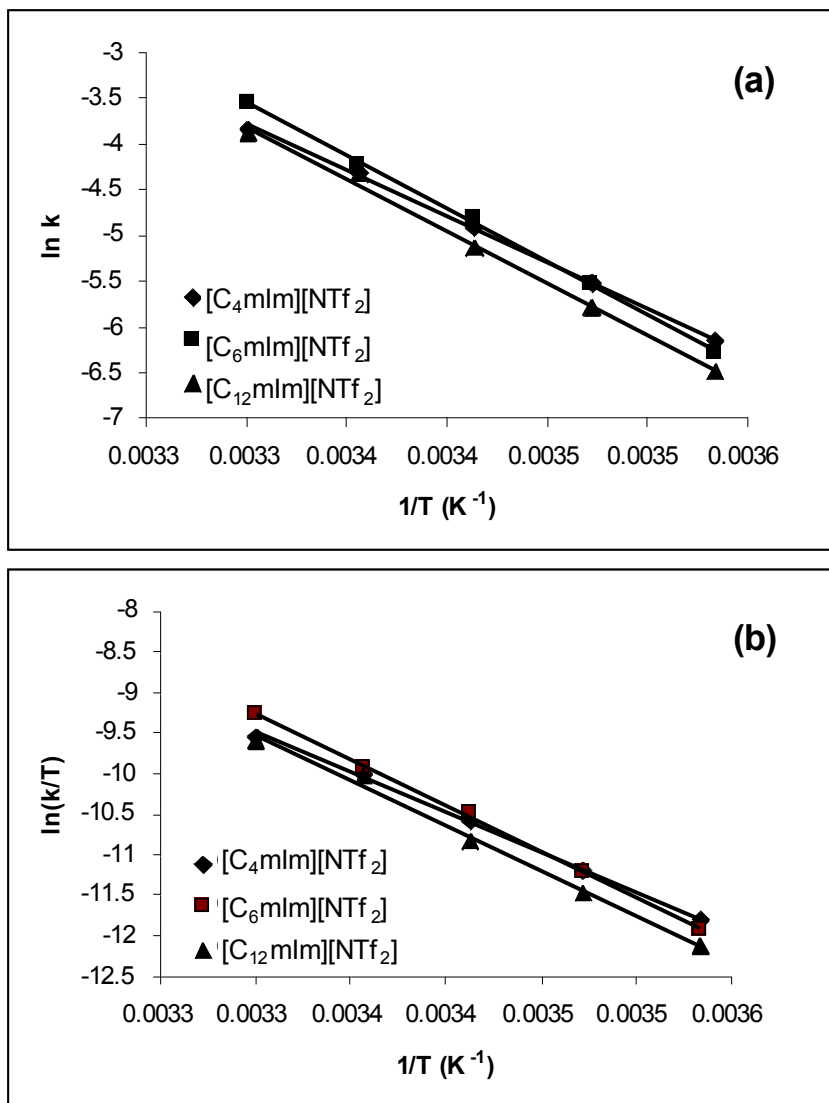 (a)
-3
-3.5
-4
-4.5
-5
-5.5
-6
-6.5
-7
ln k
[C4mIm][NTf2]
[C6mIm][NTf2]
[C12mIm][NTf2]
0.0033 0.0033 0.0034 0.0034 0.0035 0.0035 0.0036
1/T (K-1)
(b)
-8
-8.5
-9
-9.5
-10
-10.5
-11
-11.5
-12
-12.5
ln(k/T)
[C4mIm][NTf2]
[C6mIm][NTf2]
[C12mIm][NTf2]
0.0033 0.0033 0.0034 0.0034 0.0035 0.0035 0.0036
1/T (K-1)